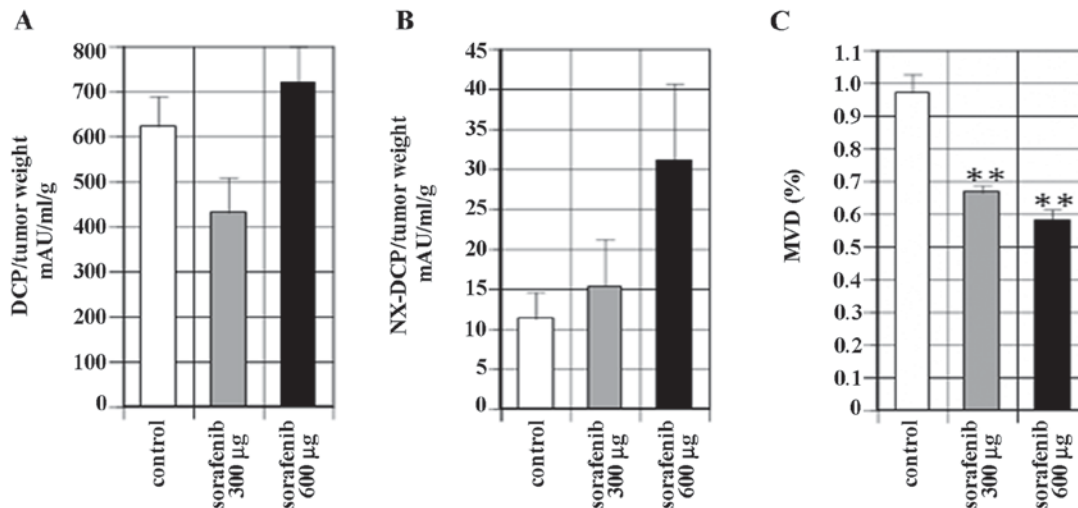 A
DCP/tumor weight
mAU/ml/g
800
700
600
500
400
300
200
100
0
control
sorafenib
300 µg
sorafenib
600 µg
B
NX-DCP/tumor weight
mAU/ml/g
45
40
35
30
25
20
15
10
5
0
control
sorafenib
300 µg
sorafenib
600 µg
C
MVD (%)
1.1
1.0
0.9
0.8
0.7
0.6
0.5
0.4
0.3
0.2
0.1
0
**
**
control
sorafenib
300 µg
sorafenib
600 µg